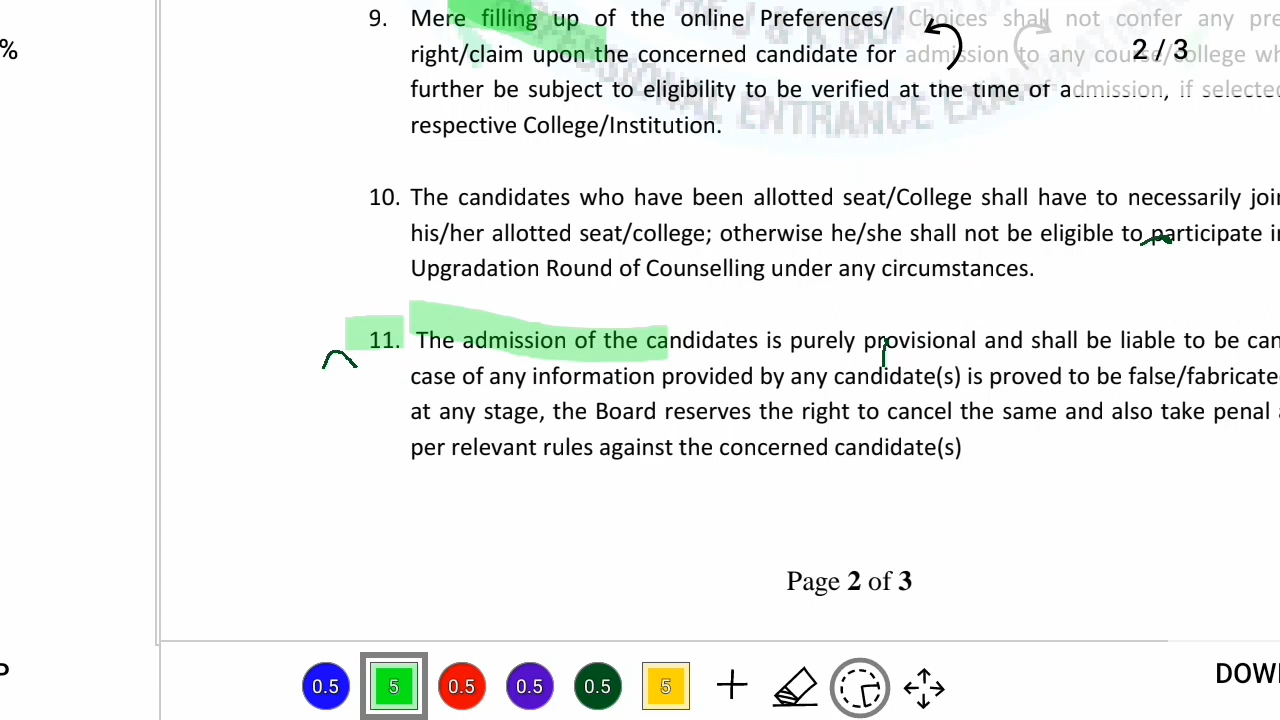 %
9. Mere filling up of the online Preferences/ Choices shall not confer any pre
right/claim upon the concerned candidate for admission to any course/college wh
2 / 3
further be subject to eligibility to be verified at the time of admission, if selected
respective College/Institution.
ENTRANCE
10. The candidates who have been allotted seat/College shall have to necessarily joi
his/her allotted seat/college; otherwise he/she shall not be eligible to participate i
Upgradation Round of Counselling under any circumstances.
11. The admission of the candidates is purely provisional and shall be liable to be can
case of any information provided by any candidate(s) is proved to be false/fabricate
at any stage, the Board reserves the right to cancel the same and also take penal
per relevant rules against the concerned candidate(s)
Page 2 of 3
0.5 5 0.5 0.5 0.5 5
DOW